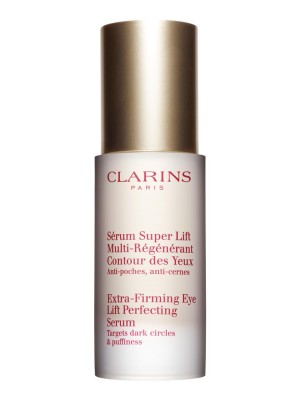 CLARINS
PARIS
Sérum Super Lift
Multi-Régénérant
Contour des Yeux
Anti-poches, anti-cernes
Extra-Firming Eye
Lift Perfecting
Serum
Targets dark circles
& puffiness